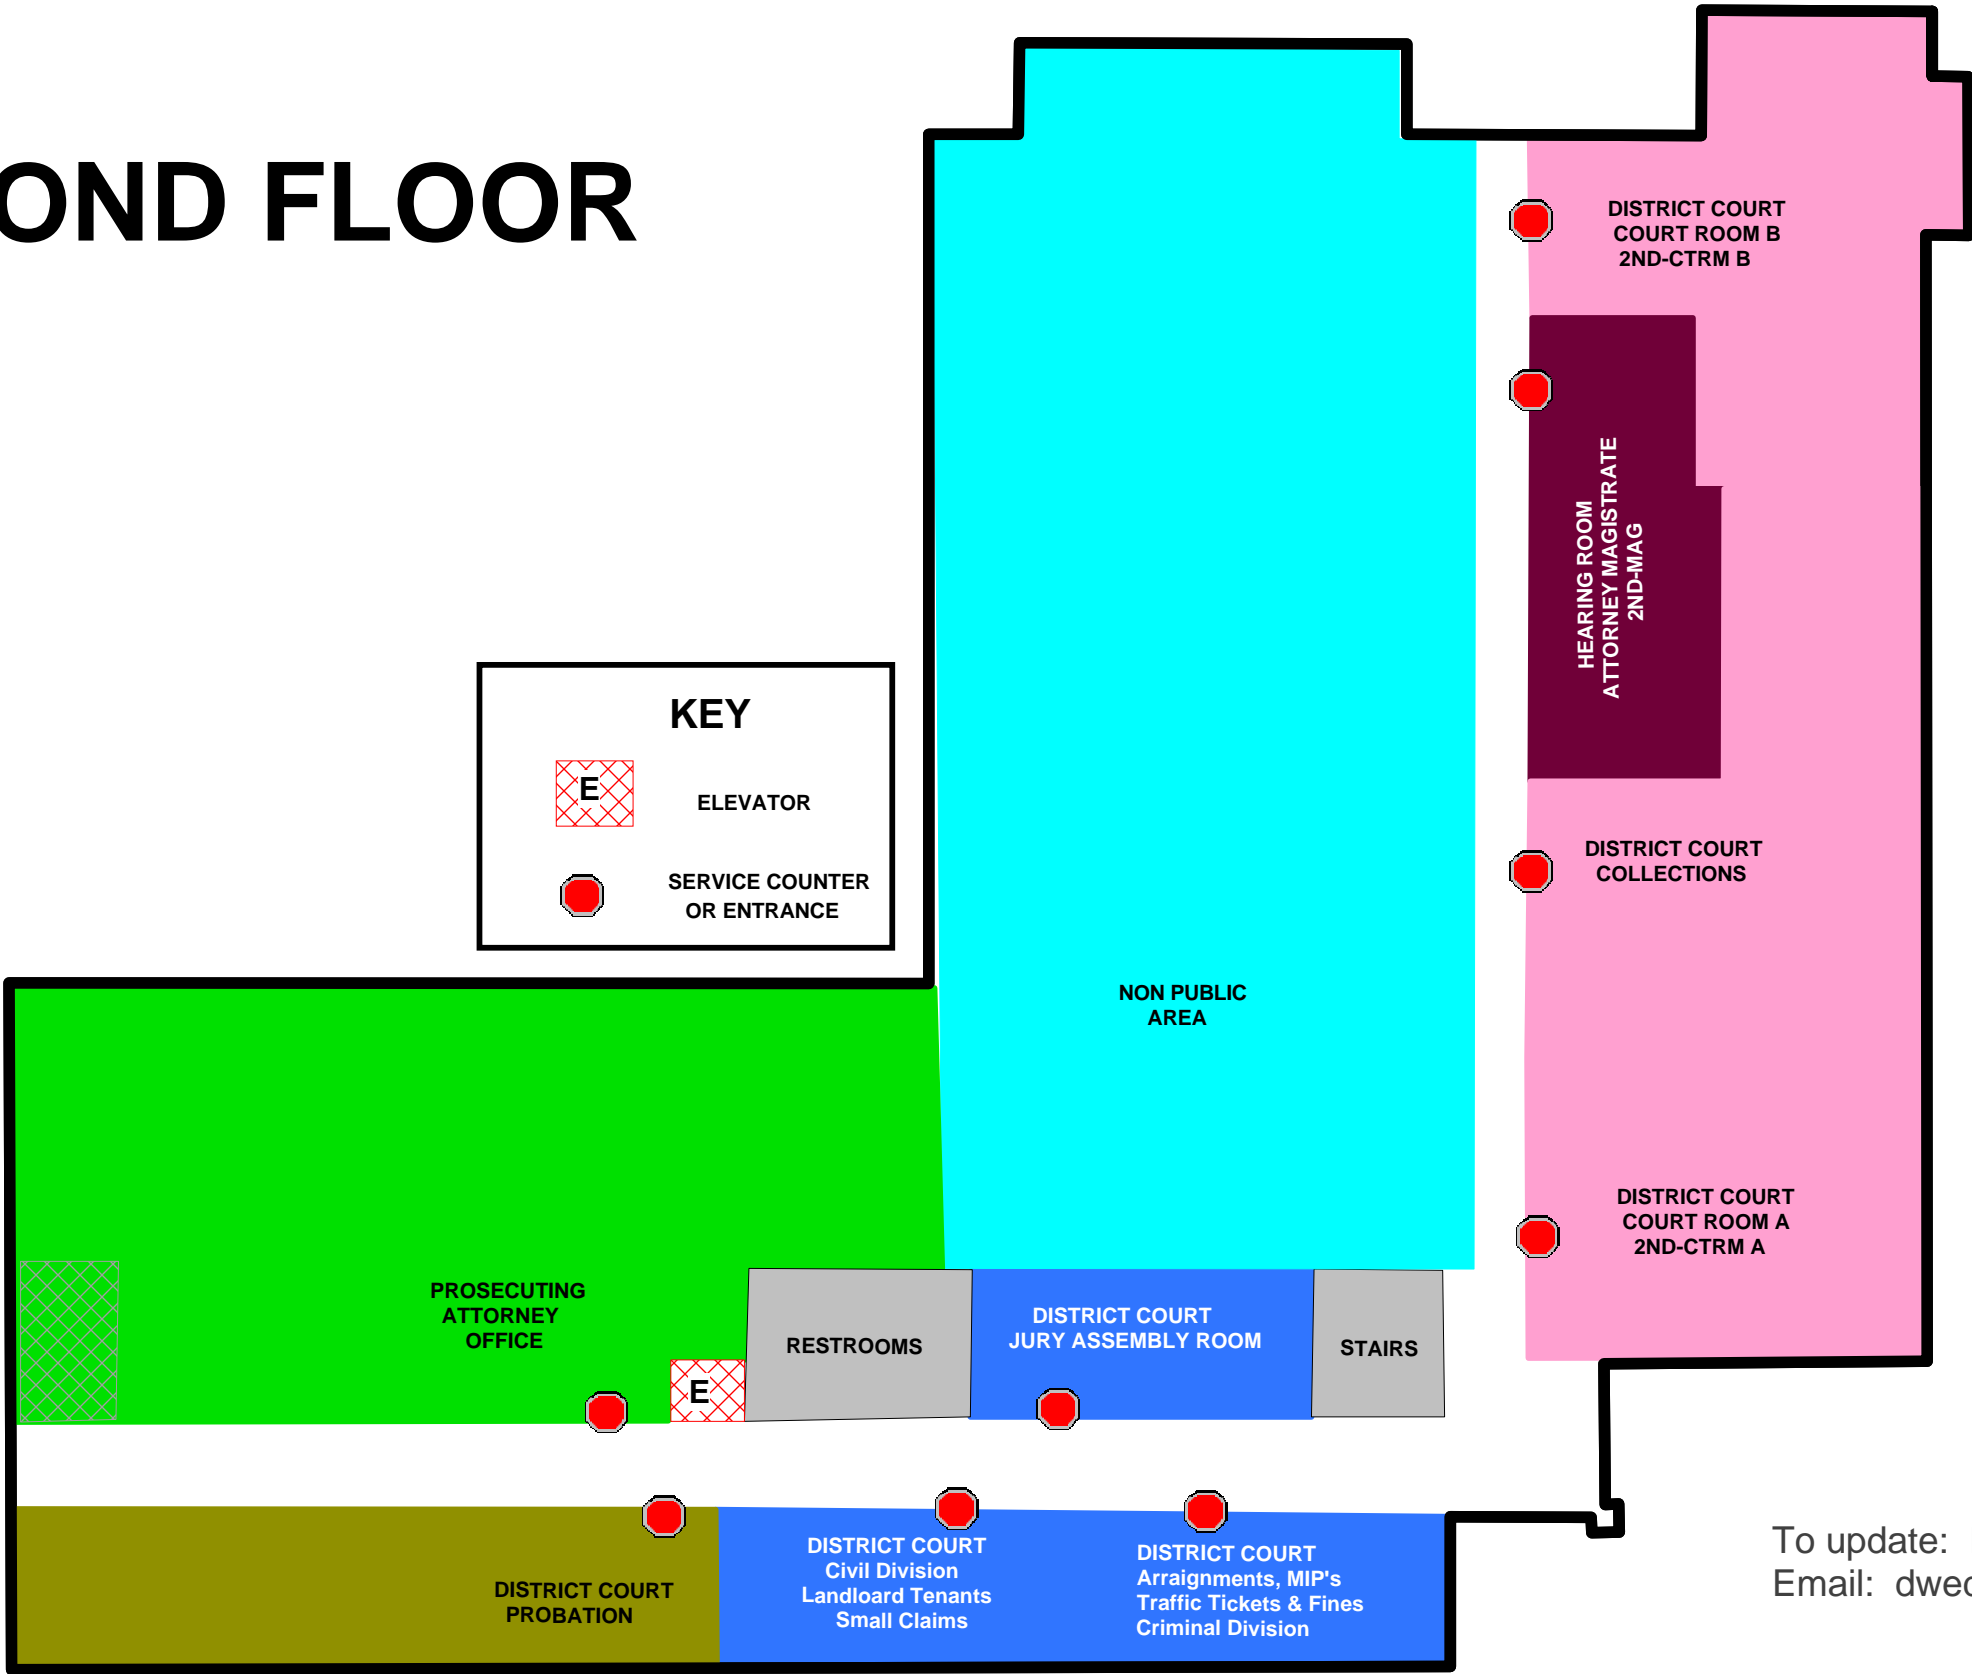 OND FLOOR
DISTRICT COURT
COURT ROOM B
2ND-CTRM B
HEARING ROOM
ATTORNEY MAGISTRATE
2ND-MAG
KEY
E
ELEVATOR
SERVICE COUNTER
OR ENTRANCE
DISTRICT COURT
COLLECTIONS
NON PUBLIC
AREA
DISTRICT COURT
COURT ROOM A
2ND-CTRM A
PROSECUTING
ATTORNEY
OFFICE
E
RESTROOMS
DISTRICT COURT
JURY ASSEMBLY ROOM
STAIRS
DISTRICT COURT
PROBATION
DISTRICT COURT
Civil Division
Landloard Tenants
Small Claims
DISTRICT COURT
Arraignments, MIP's
Traffic Tickets & Fines
Criminal Division
To update:
Email: dwec